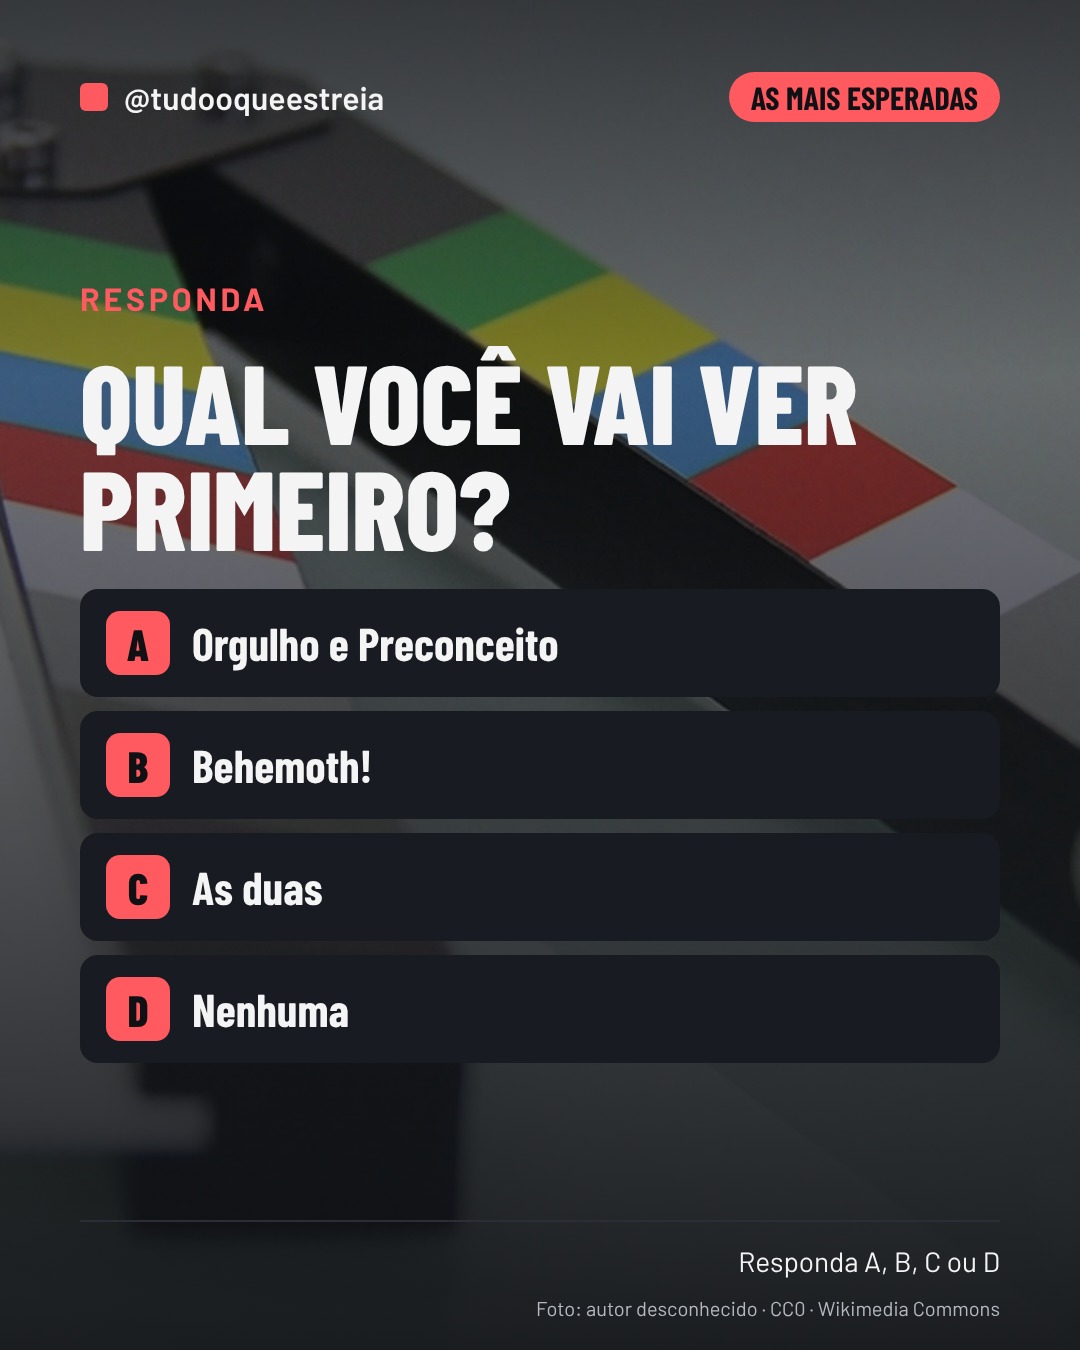 @tudooqueestreia
AS MAIS ESPERADAS
RESPONDA
QUAL VOCÊ VAI VER
PRIMEIRO?
A Orgulho e Preconceito
B Behemoth!
C As duas
D Nenhuma
Responda A, B, C ou D
Foto: autor desconhecido · CC0 · Wikimedia Commons